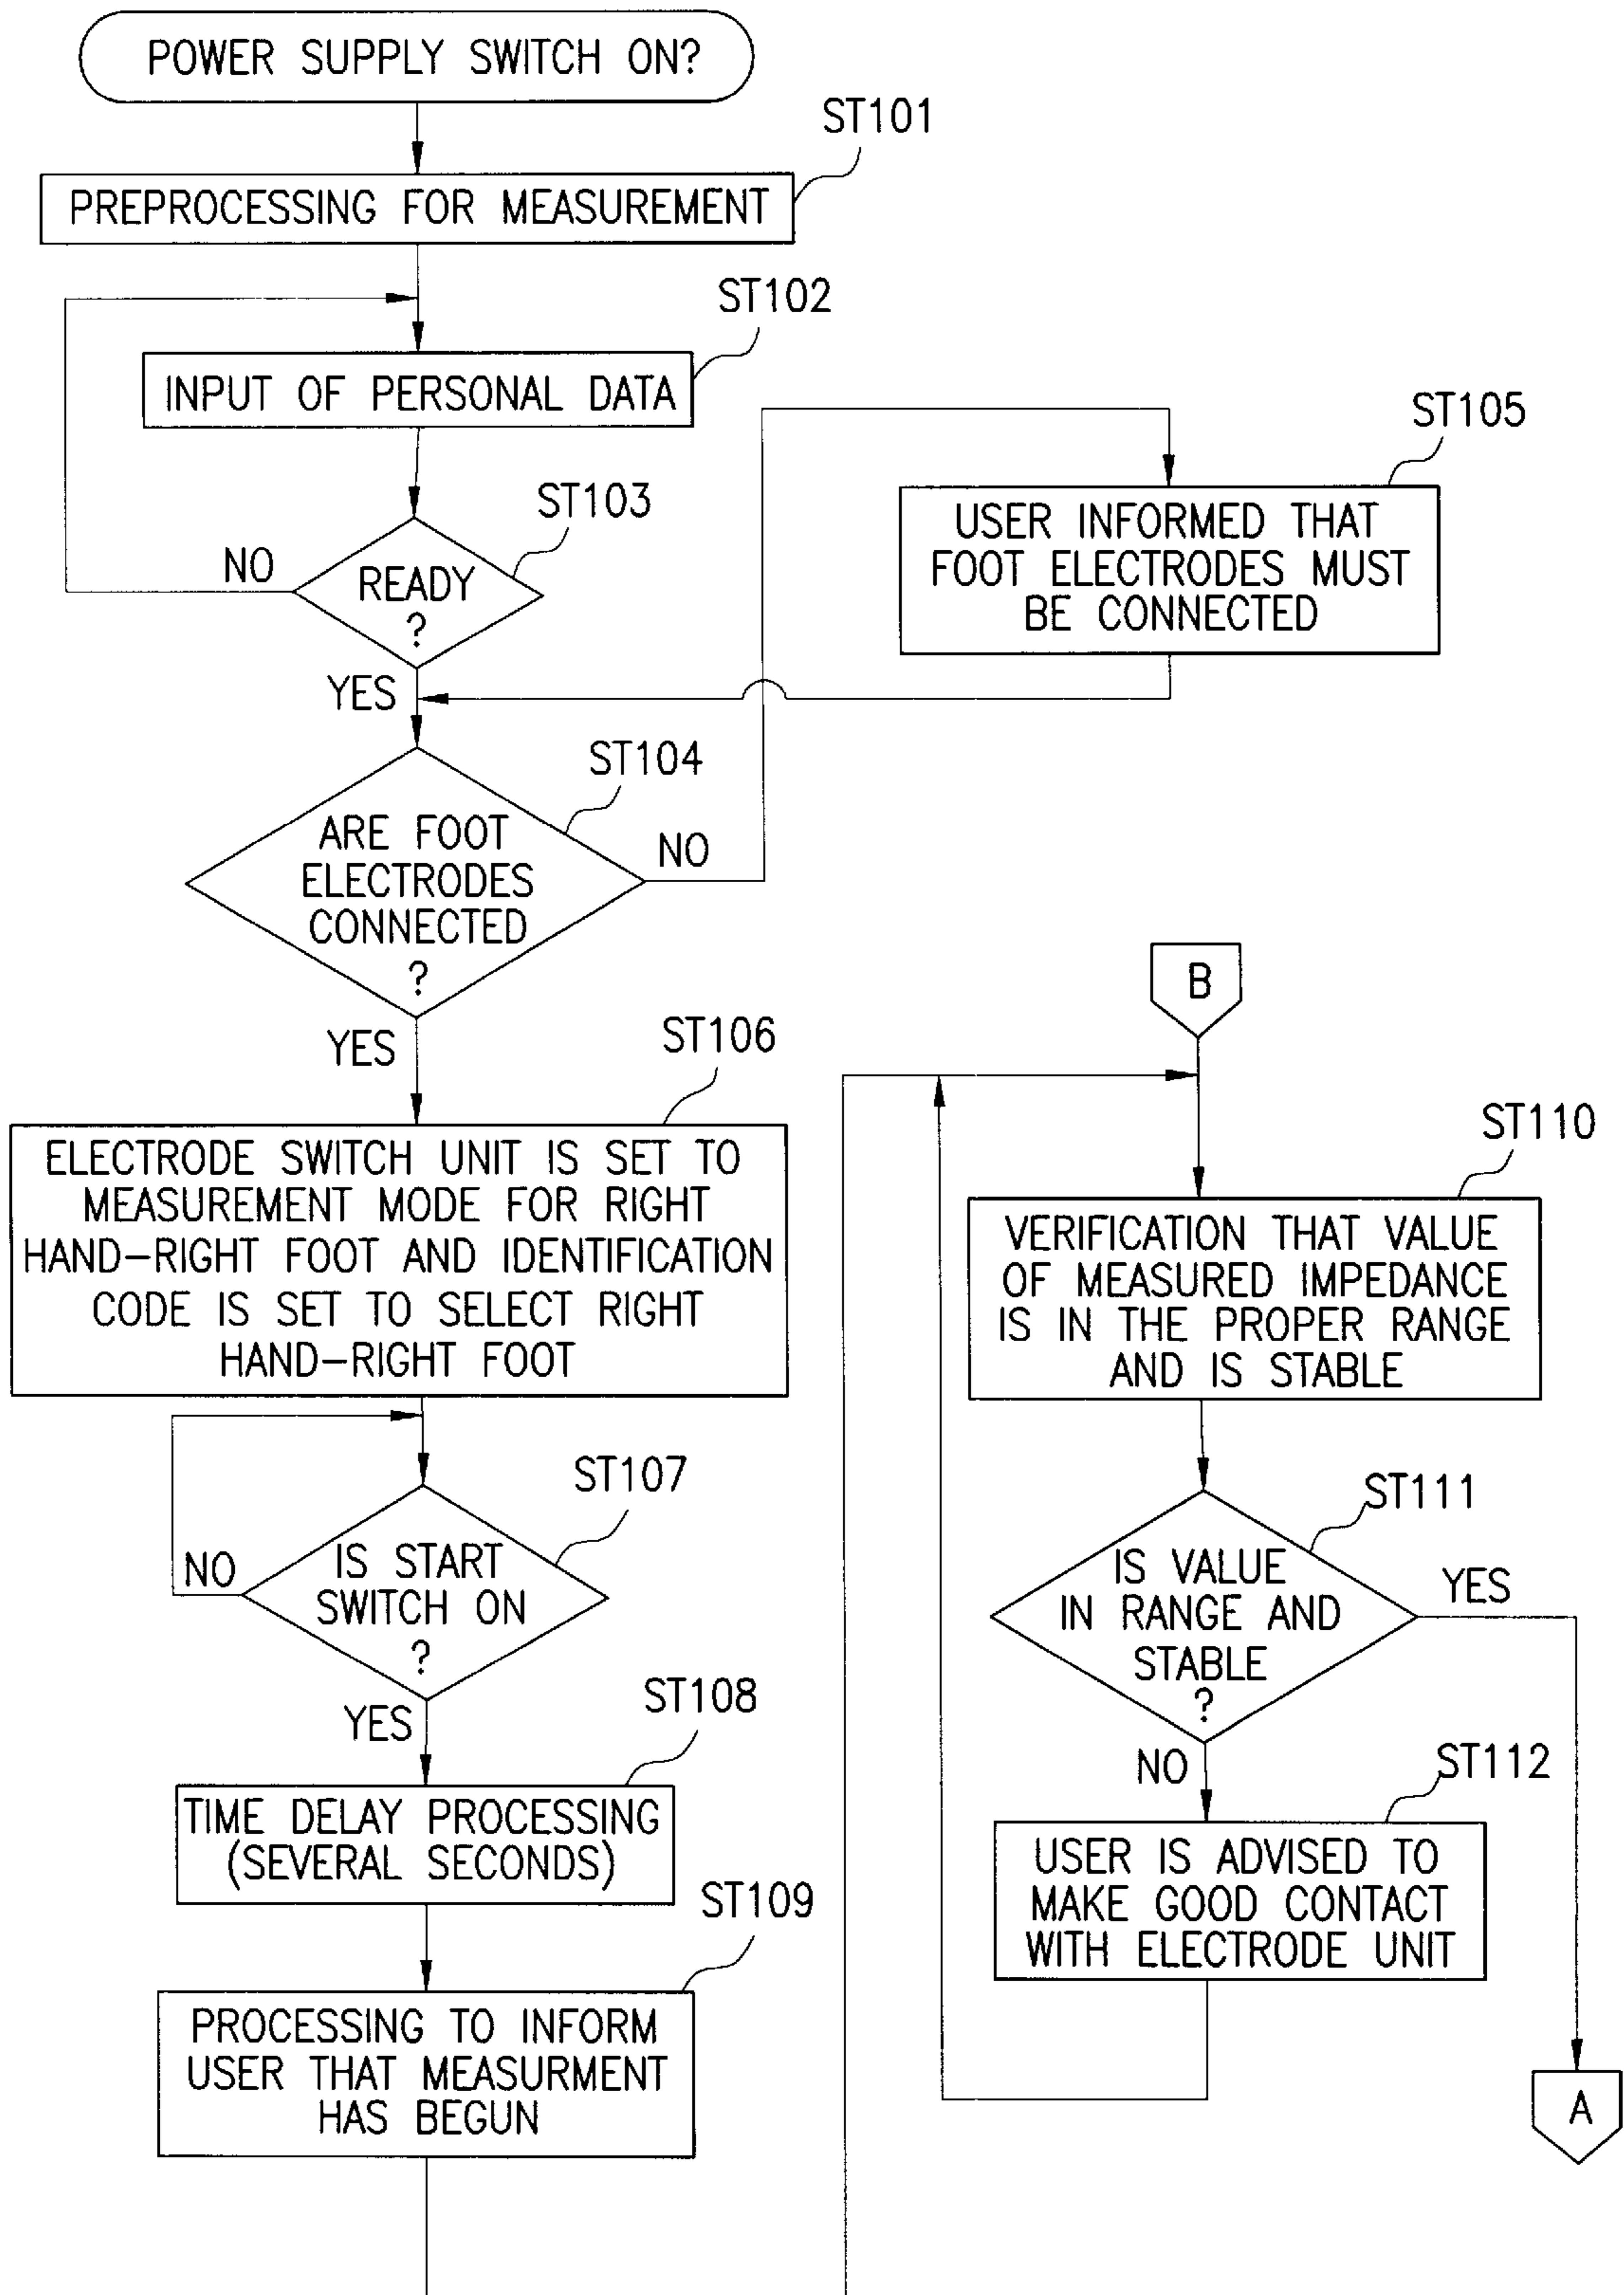 POWER SUPPLY SWITCH ON?
ST101
PREPROCESSING FOR MEASUREMENT
ST102
INPUT OF PERSONAL DATA
ST103
NO
READY
?
YES
ST105
USER INFORMED THAT
FOOT ELECTRODES MUST
BE CONNECTED
ST104
ARE FOOT
ELECTRODES
CONNECTED
?
NO
YES
ST106
ELECTRODE SWITCH UNIT IS SET TO
MEASUREMENT MODE FOR RIGHT
HAND-RIGHT FOOT AND IDENTIFICATION
CODE IS SET TO SELECT RIGHT
HAND-RIGHT FOOT
ST107
NO
IS START
SWITCH ON
?
YES
ST108
TIME DELAY PROCESSING
(SEVERAL SECONDS)
ST109
PROCESSING TO INFORM
USER THAT MEASURMENT
HAS BEGUN
B
ST110
VERIFICATION THAT VALUE
OF MEASURED IMPEDANCE
IS IN THE PROPER RANGE
AND IS STABLE
ST111
IS VALUE
IN RANGE AND
STABLE
?
YES
NO
ST112
USER IS ADVISED TO
MAKE GOOD CONTACT
WITH ELECTRODE UNIT
A